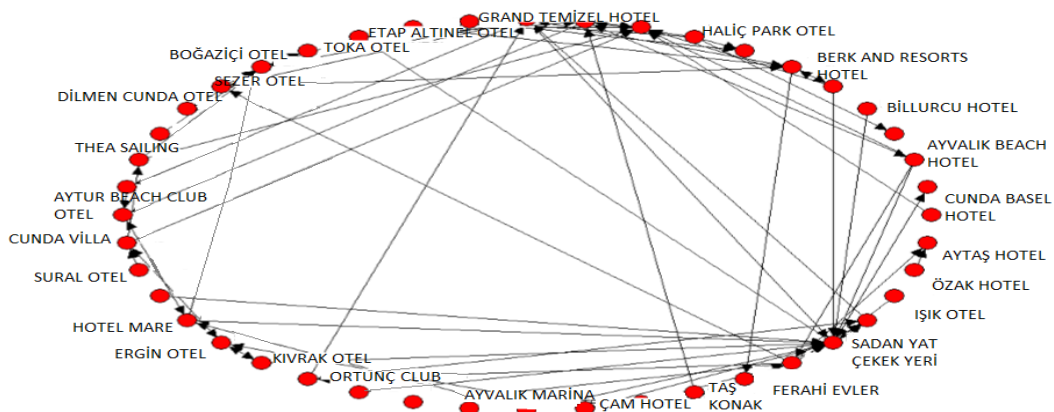 GRAND TEMİZEL HOTEL
ETAP ALTINEL OTEL
HALİÇ PARK OTEL
TOKA OTEL
BOĞAZİÇİ OTEL
BERK AND RESORTS
HOTEL
SEZER OTEL
DİLMEN CUNDA OTEL
BİLLURCU HOTEL
THEA SAILING
AYVALIK BEACH
HOTEL
AYTUR BEACH CLUB
OTEL
CUNDA BASEL
HOTEL
CUNDA VİLLA
AYTAŞ HOTEL
SURAL OTEL
ÖZAK HOTEL
HOTEL MARE
IŞIK OTEL
ERGİN OTEL
SADAN YAT
ÇEKEK YERİ
KIVRAK OTEL
ORTUNÇ CLUB
FERAHİ EVLER
AYVALIK MARİNA
TAŞ
KONAK
ÇAM HOTEL